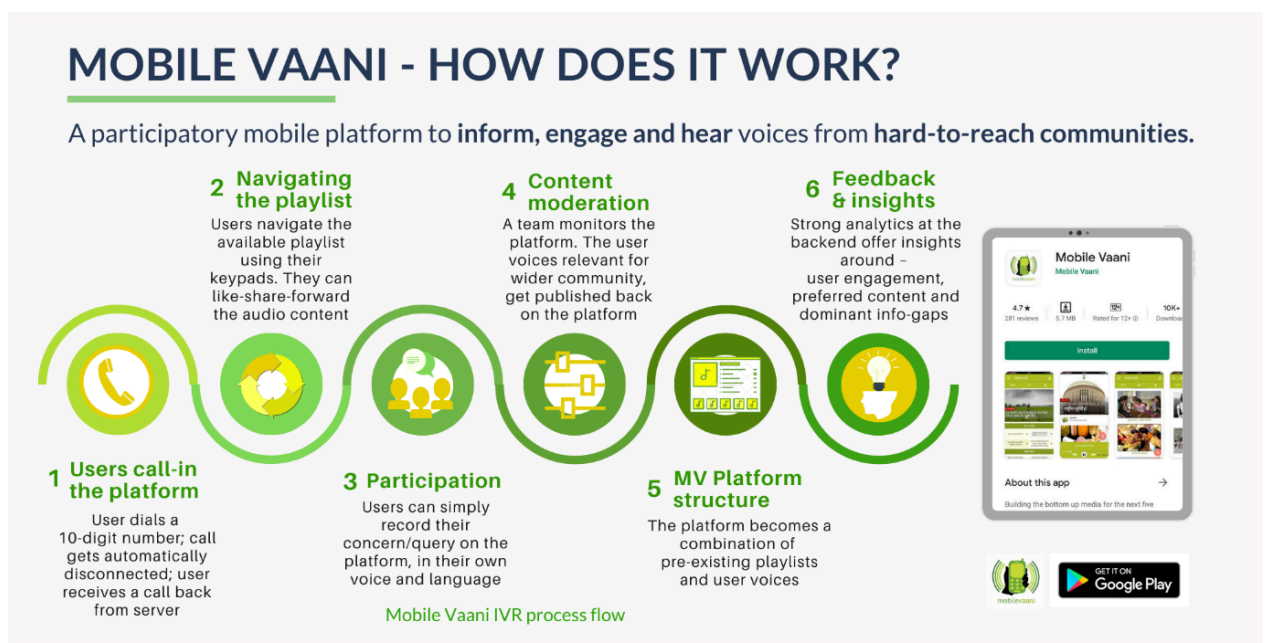 MOBILE VAANI - HOW DOES IT WORK?
A participatory mobile platform to inform, engage and hear voices from hard-to-reach communities.
1 Users call-in
the platform
User dials a
10-digit number; call
gets automatically
disconnected; user
receives a call back
from server
2 Navigating
the playlist
Users navigate the
available playlist
using their
keypads. They can
like-share-forward
the audio content
3 Participation
Users can simply
record their
concern/query on the
platform, in their own
voice and language
4 Content
moderation
A team monitors the
platform. The user
voices relevant for
wider community,
get published back
on the platform
5 MV Platform
structure
The platform becomes a
combination of
pre-existing playlists
and user voices
6 Feedback
& insights
Strong analytics at the
backend offer insights
around –
user engagement,
preferred content and
dominant info-gaps
Mobile Vaani IVR process flow
Mobile Vaani
Mobile Vaani
4.7★
281 reviews
5.7 MB
12+
Rated for 12+
10K+
Downloa
Install
About this app →
Building the bottom up media for the next five
mobilevaani
GET IT ON
Google Play